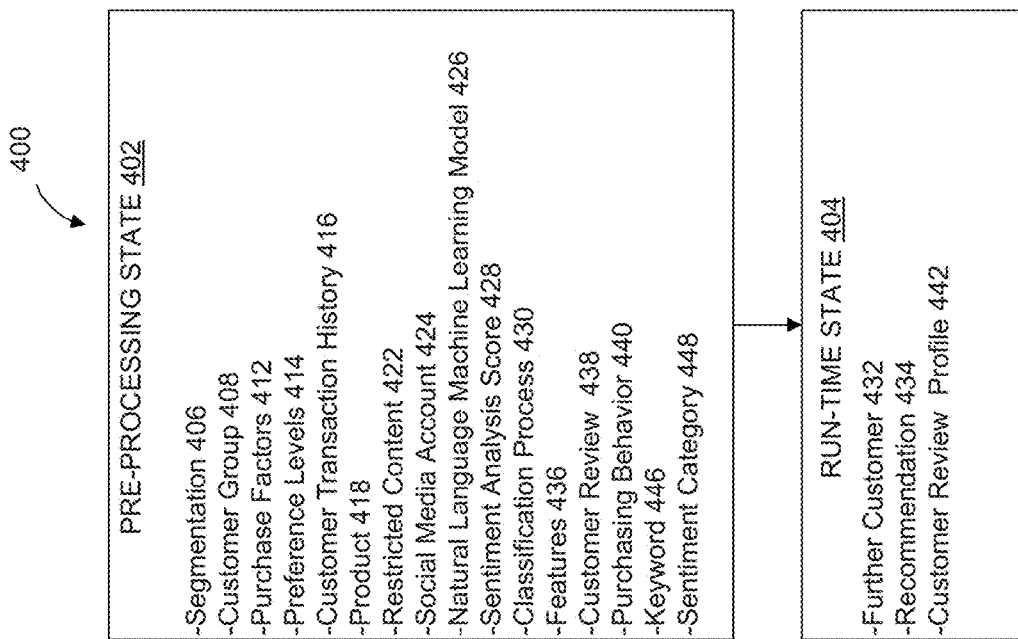 400
PRE-PROCESSING STATE 402
-Segmentation 406
-Customer Group 408
-Purchase Factors 412
-Preference Levels 414
-Customer Transaction History 416
-Product 418
-Restricted Content 422
-Social Media Account 424
-Natural Language Machine Learning Model 426
-Sentiment Analysis Score 428
-Classification Process 430
-Features 436
-Customer Review 438
-Purchasing Behavior 440
-Keyword 446
-Sentiment Category 448
RUN-TIME STATE 404
-Further Customer 432
-Recommendation 434
-Customer Review Profile 442